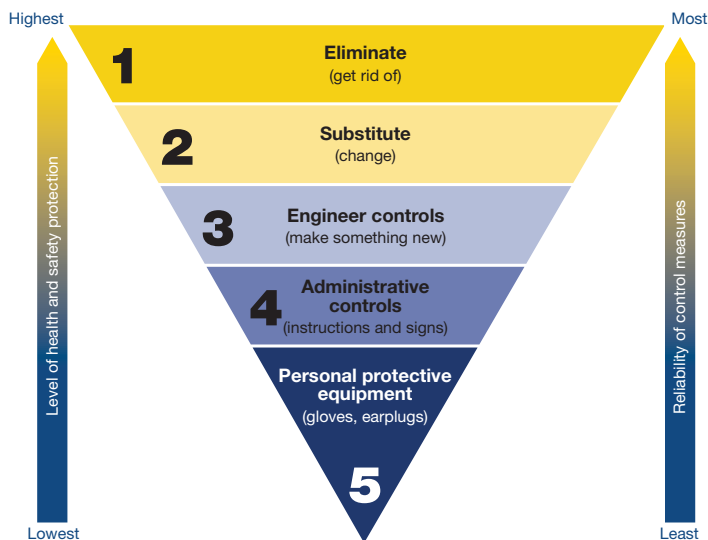 Highest
Most
1
Eliminate
(get rid of)
2
Substitute
(change)
3
Engineer controls
(make something new)
4
Administrative
controls
(instructions and signs)
Personal protective
equipment
(gloves, earplugs)
5
Level of health and safety protection
Reliability of control measures
Lowest
Least